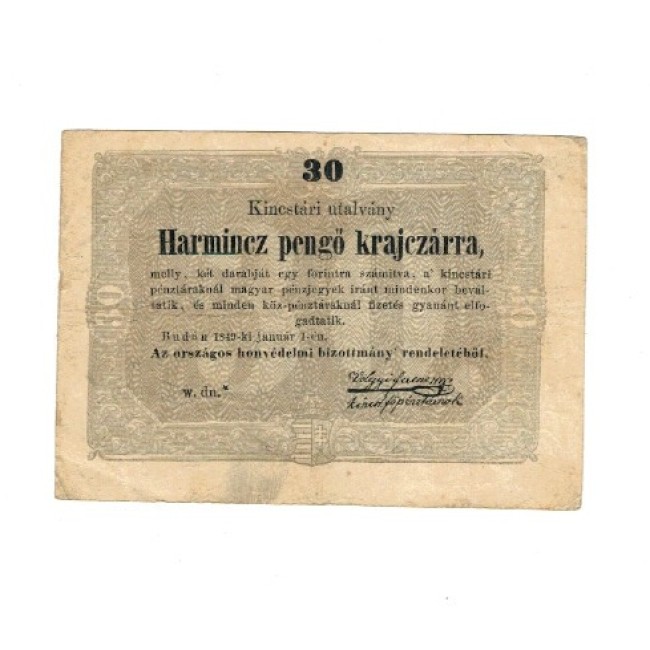 30
Kincstári utalvány
Harmincz pengő krajczárra,
melly, két darabját egy forintra számitva, a' kincstári
pénztáraknál magyar pénzjegyek iránt mindenkor bevál-
tatik, és minden köz-pénztáraknál fizetés gyanánt elfo-
gadtatik.
Budán 1849-ki január 1-én.
Az országos honvédelmi bizottmány' rendeletéből.
w. dn.*
30